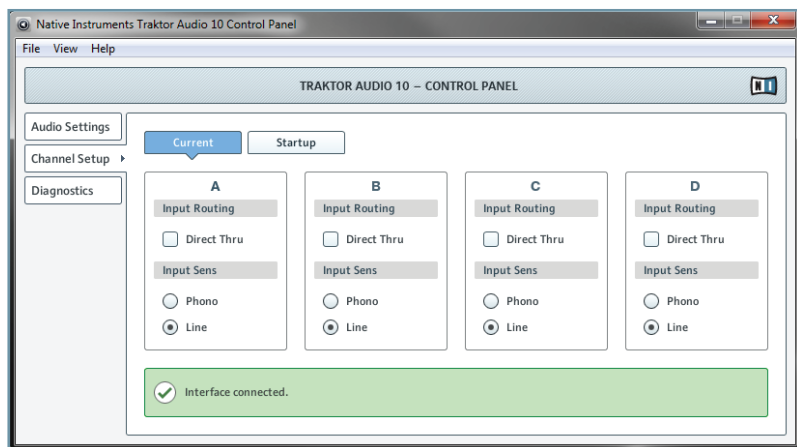 Native Instruments Traktor Audio 10 Control Panel
File View Help
TRAKTOR AUDIO 10 – CONTROL PANEL
NI
Audio Settings
Channel Setup
Diagnostics
Current Startup
A B C D
Input Routing Input Routing Input Routing Input Routing
Direct Thru Direct Thru Direct Thru Direct Thru
Input Sens Input Sens Input Sens Input Sens
Phono Phono Phono Phono
Line Line Line Line
Interface connected.